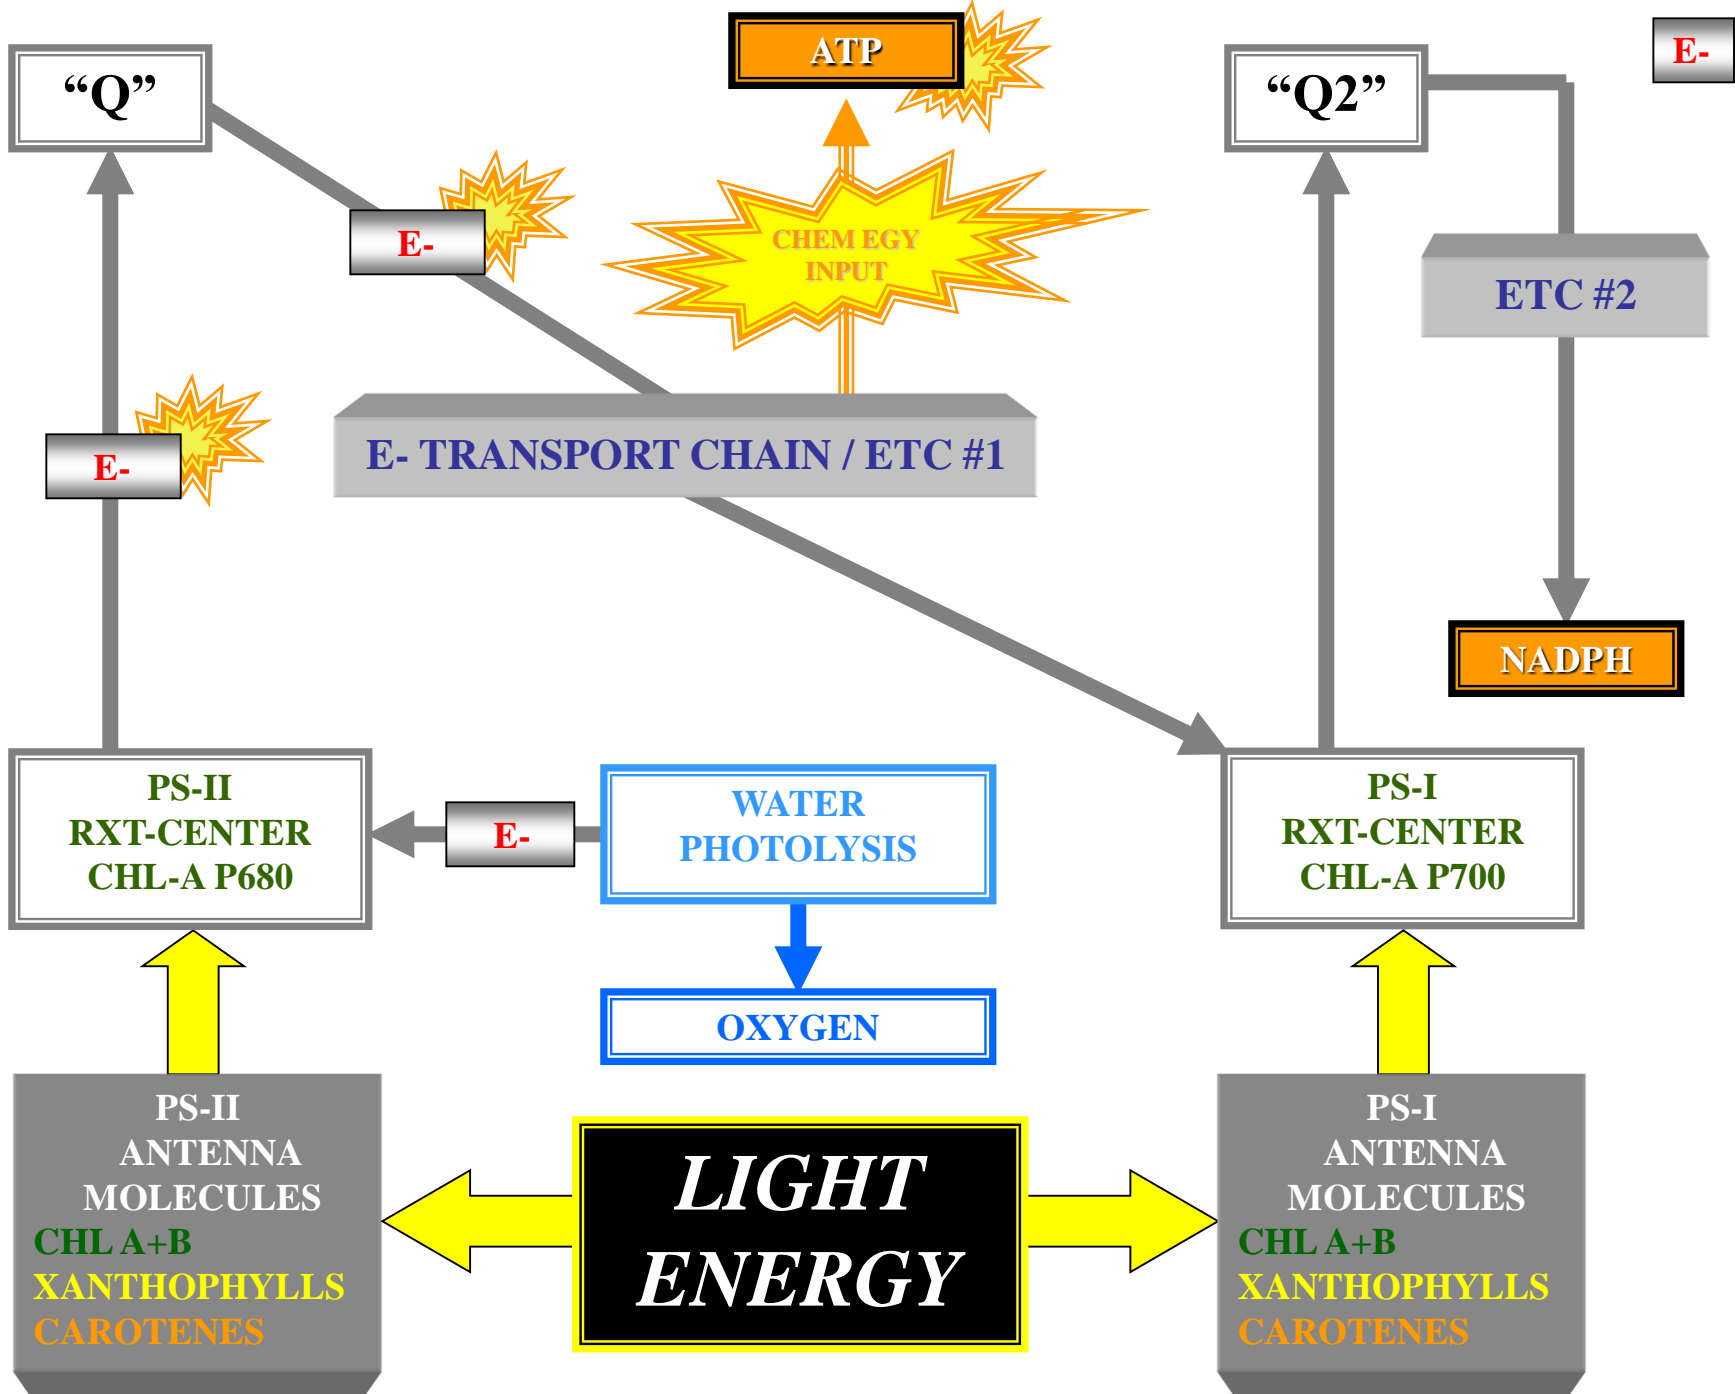 ATP
“Q”
“Q2”
E-
E-
CHEM EGY
INPUT
ETC #2
E- TRANSPORT CHAIN / ETC #1
E-
NADPH
PS-II
RXT-CENTER
CHL-A P680
E-
WATER
PHOTOLYSIS
PS-I
RXT-CENTER
CHL-A P700
OXYGEN
PS-II
ANTENNA
MOLECULES
CHL A+B
XANTHOPHYLLS
CAROTENES
LIGHT
ENERGY
PS-I
ANTENNA
MOLECULES
CHL A+B
XANTHOPHYLLS
CAROTENES